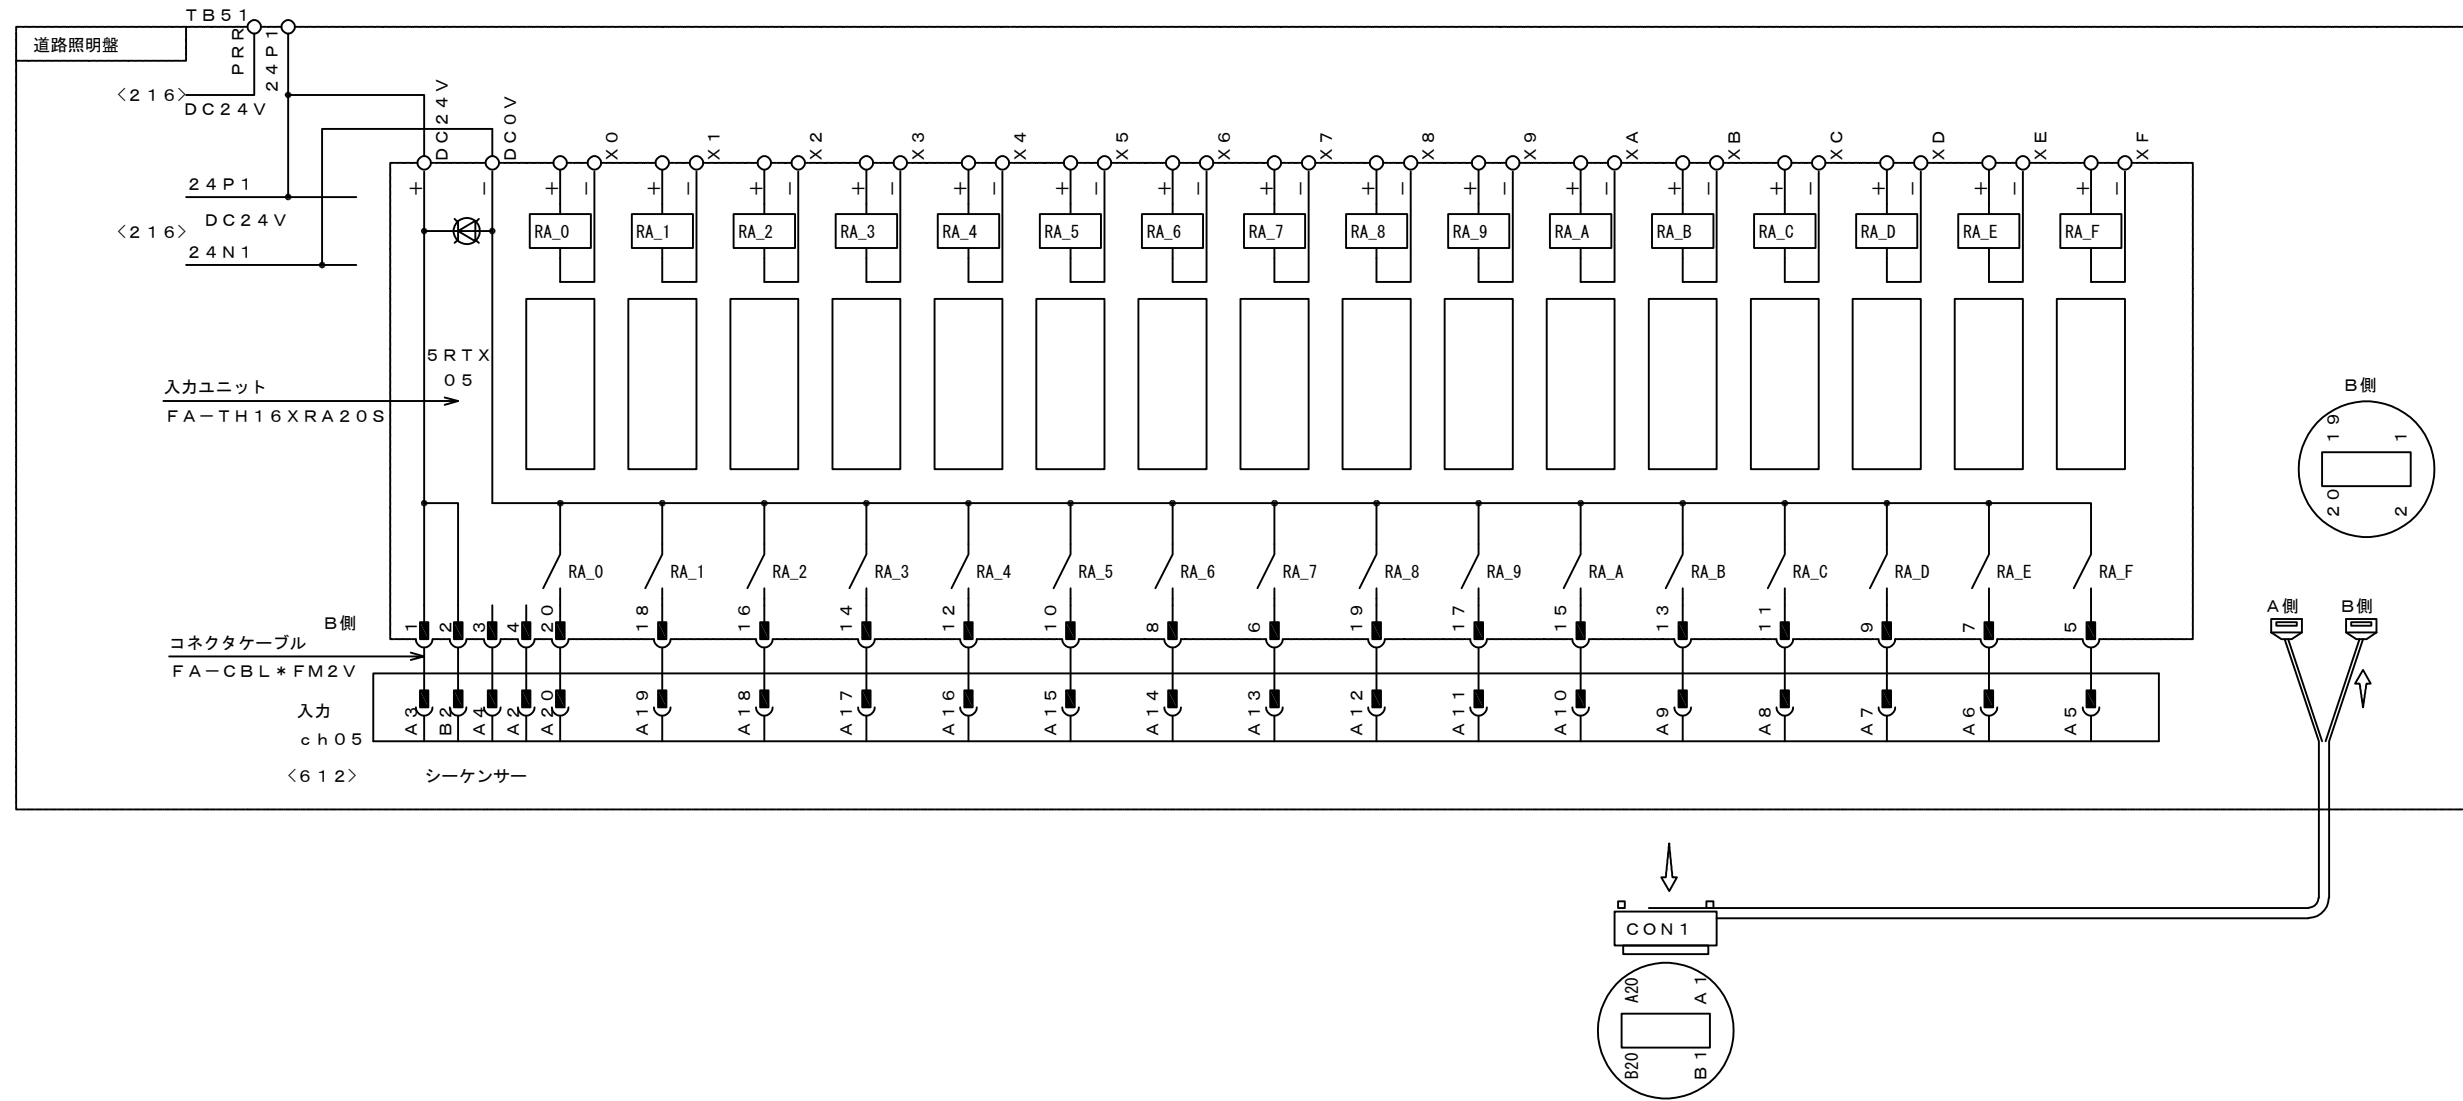 TB51
道路照明盤
PRR
24P1
<216>
DC24V
DC24V
DC0V
X0
X1
X2
X3
X4
X5
X6
X7
X8
X9
XA
XB
XC
XD
XE
XF
+ − + − + − + − + − + − + − + − + − + − + − + − + − + − + − + − + −
24P1
DC24V
<216>
24N1
RA_0 RA_1 RA_2 RA_3 RA_4 RA_5 RA_6 RA_7 RA_8 RA_9 RA_A RA_B RA_C RA_D RA_E RA_F
5RTX
05
入力ユニット
FA−TH16XRA20S
B側
19 1
20 2
RA_0 RA_1 RA_2 RA_3 RA_4 RA_5 RA_6 RA_7 RA_8 RA_9 RA_A RA_B RA_C RA_D RA_E RA_F
B側
1 2 3 4 20 18 16 14 12 10 8 6 19 17 15 13 11 9 7 5
コネクタケーブル
FA−CBL*FM2V
A側 B側
入力
ch05
A3 B2 A4 A2 A20 A19 A18 A17 A16 A15 A14 A13 A12 A11 A10 A9 A8 A7 A6 A5
<612>
シーケンサー
CON1
A20 A1
B20 B1